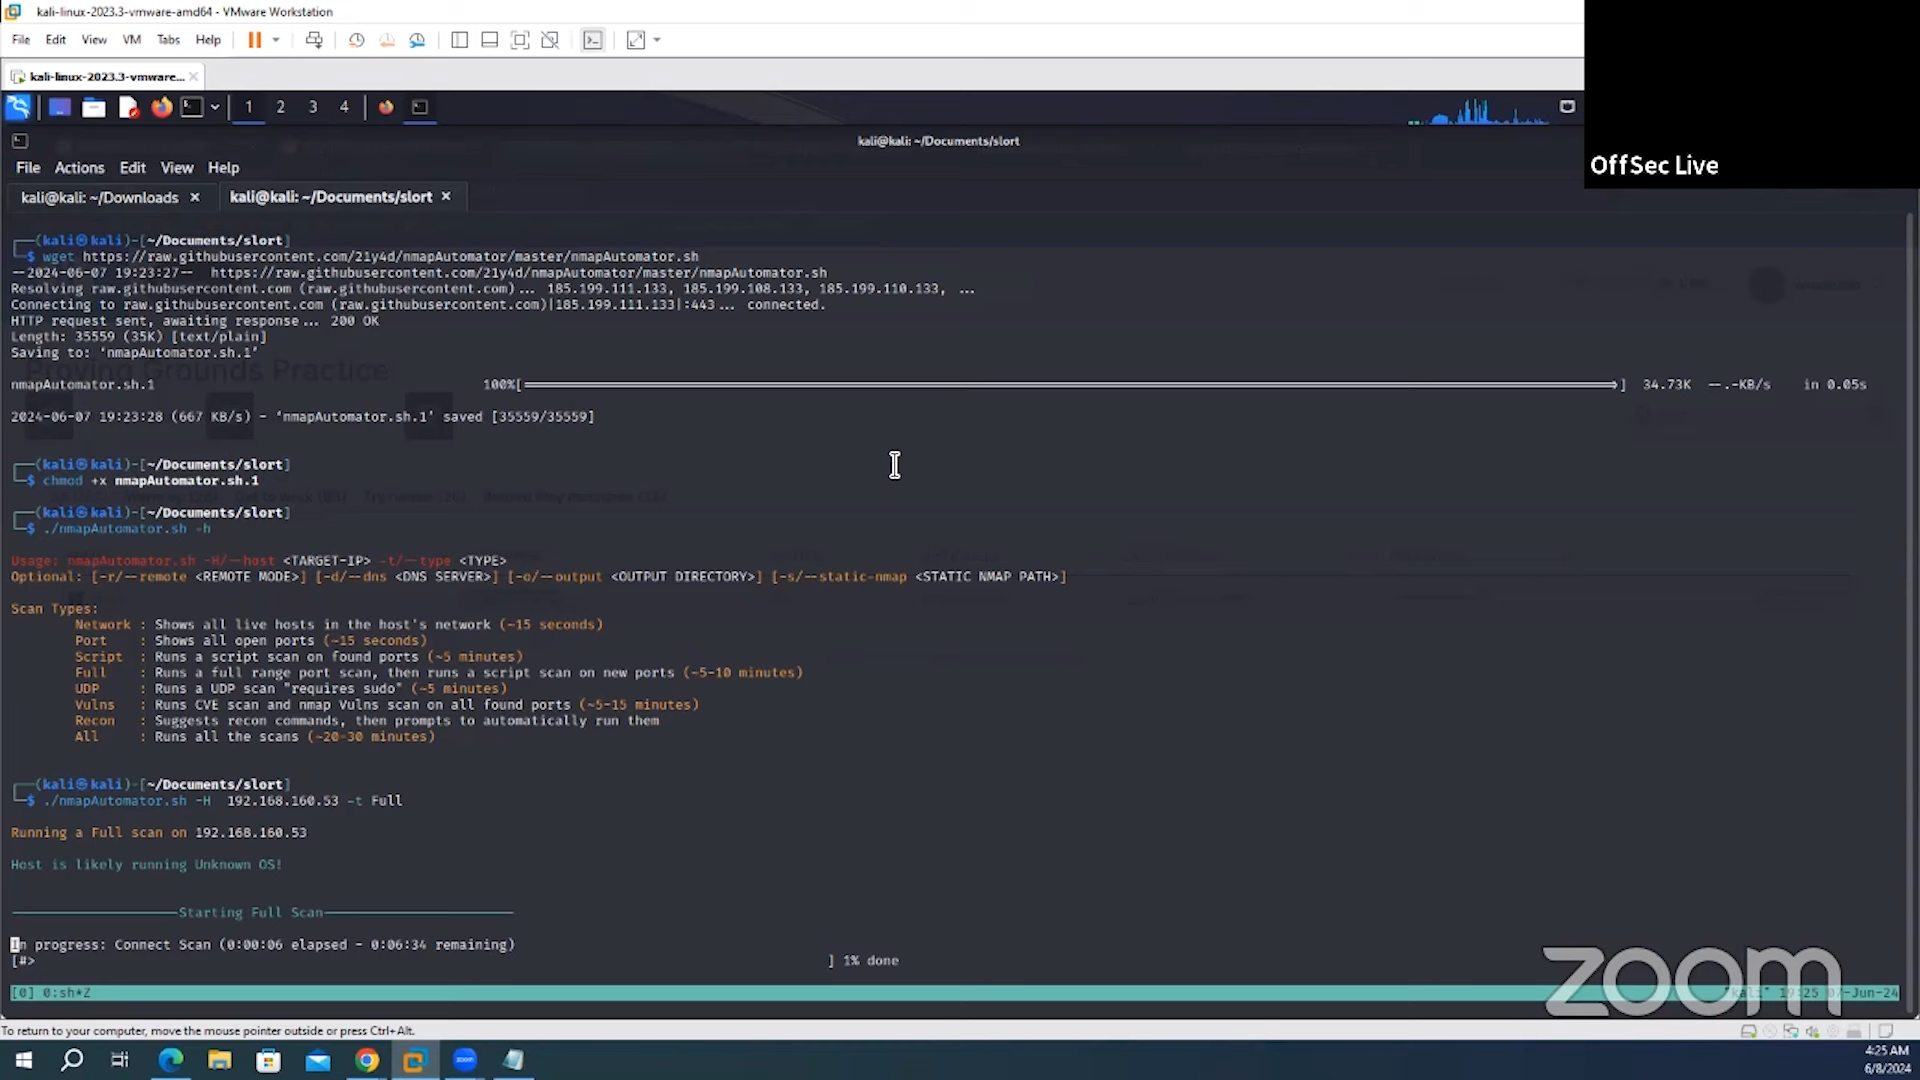 kali-linux-2023.3-vmware-amd64 - VMware Workstation
File Edit View VM Tabs Help
kali-linux-2023.3-vmware... ×
1 2 3 4
kali@kali: ~/Documents/slort
OffSec Live
File Actions Edit View Help
kali@kali: ~/Downloads × kali@kali: ~/Documents/slort ×
┌──(kali㉿kali)-[~/Documents/slort]
└─$ wget https://raw.githubusercontent.com/21y4d/nmapAutomator/master/nmapAutomator.sh
--2024-06-07 19:23:27-- https://raw.githubusercontent.com/21y4d/nmapAutomator/master/nmapAutomator.sh
Resolving raw.githubusercontent.com (raw.githubusercontent.com)... 185.199.111.133, 185.199.108.133, 185.199.110.133, ...
Connecting to raw.githubusercontent.com (raw.githubusercontent.com)|185.199.111.133|:443... connected.
HTTP request sent, awaiting response... 200 OK
Length: 35559 (35K) [text/plain]
Saving to: ‘nmapAutomator.sh.1’
Proving Grounds Practice
nmapAutomator.sh.1 100%[===================>] 34.73K --.-KB/s in 0.05s
2024-06-07 19:23:28 (667 KB/s) - ‘nmapAutomator.sh.1’ saved [35559/35559]
┌──(kali㉿kali)-[~/Documents/slort]
└─$ chmod +x nmapAutomator.sh.1
┌──(kali㉿kali)-[~/Documents/slort]
└─$ ./nmapAutomator.sh -h
Usage: nmapAutomator.sh -H/--host <TARGET-IP> -t/--type <TYPE>
Optional: [-r/--remote <REMOTE MODE>] [-d/--dns <DNS SERVER>] [-o/--output <OUTPUT DIRECTORY>] [-s/--static-nmap <STATIC NMAP PATH>]
Scan Types:
Network : Shows all live hosts in the host's network (~15 seconds)
Port : Shows all open ports (~15 seconds)
Script : Runs a script scan on found ports (~5 minutes)
Full : Runs a full range port scan, then runs a script scan on new ports (~5-10 minutes)
UDP : Runs a UDP scan "requires sudo" (~5 minutes)
Vulns : Runs CVE scan and nmap Vulns scan on all found ports (~5-15 minutes)
Recon : Suggests recon commands, then prompts to automatically run them
All : Runs all the scans (~20-30 minutes)
┌──(kali㉿kali)-[~/Documents/slort]
└─$ ./nmapAutomator.sh -H 192.168.160.53 -t Full
Running a Full scan on 192.168.160.53
Host is likely running Unknown OS!
Starting Full Scan
In progress: Connect Scan (0:00:06 elapsed - 0:06:34 remaining)
[#> ] 1% done
zoom
[0] 0:sh*Z "kali" 19:25 07-Jun-24
To return to your computer, move the mouse pointer outside or press Ctrl+Alt.
4:25 AM
6/8/2024